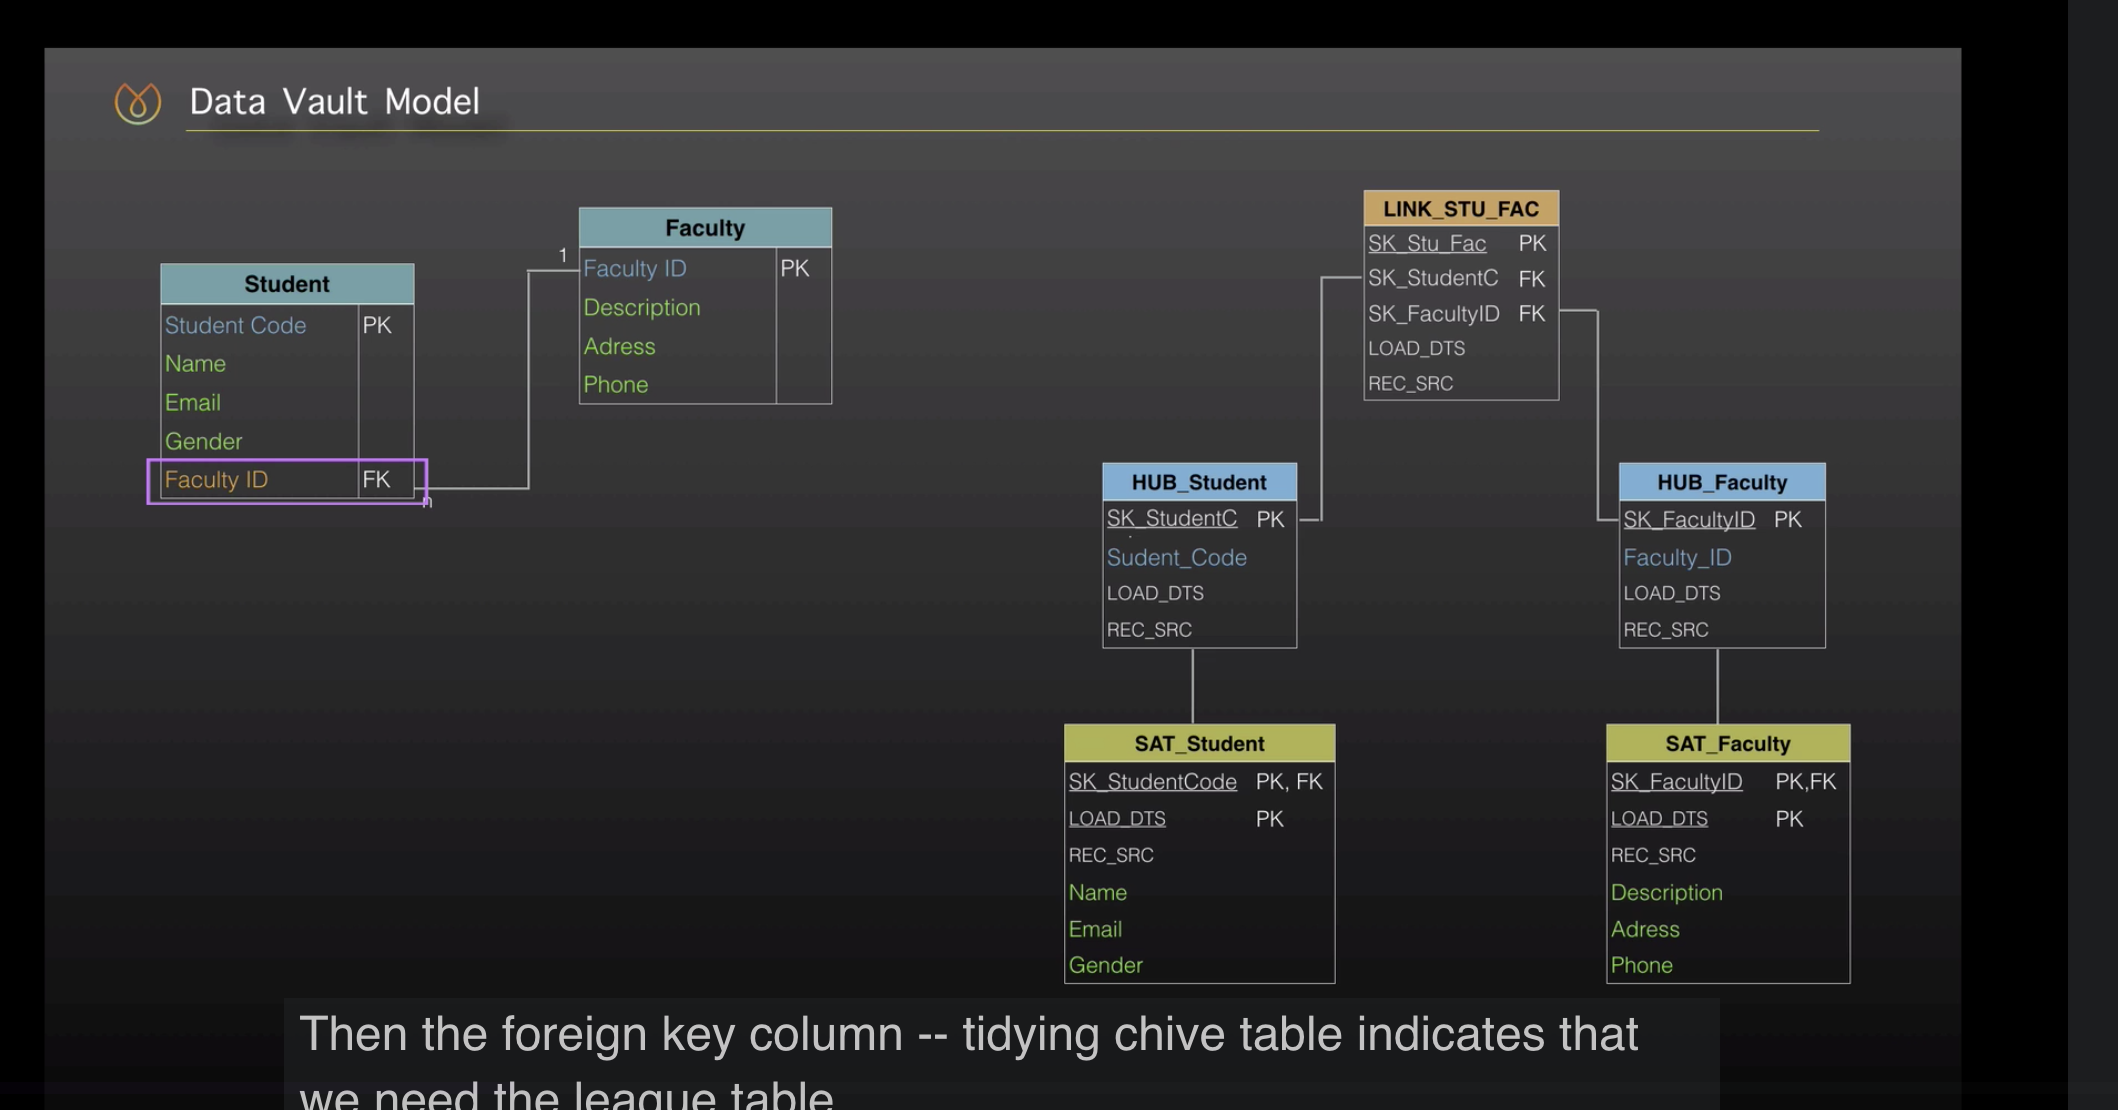 Data Vault Model
Student
Student Code PK
Name
Email
Gender
Faculty ID FK
n
1
Faculty
Faculty ID PK
Description
Adress
Phone
LINK_STU_FAC
SK_Stu_Fac PK
SK_StudentC FK
SK_FacultyID FK
LOAD_DTS
REC_SRC
HUB_Student
SK_StudentC PK
Sudent_Code
LOAD_DTS
REC_SRC
HUB_Faculty
SK_FacultyID PK
Faculty_ID
LOAD_DTS
REC_SRC
SAT_Student
SK_StudentCode PK, FK
LOAD_DTS PK
REC_SRC
Name
Email
Gender
SAT_Faculty
SK_FacultyID PK,FK
LOAD_DTS PK
REC_SRC
Description
Adress
Phone
Then the foreign key column -- tidying chive table indicates that
we need the league table